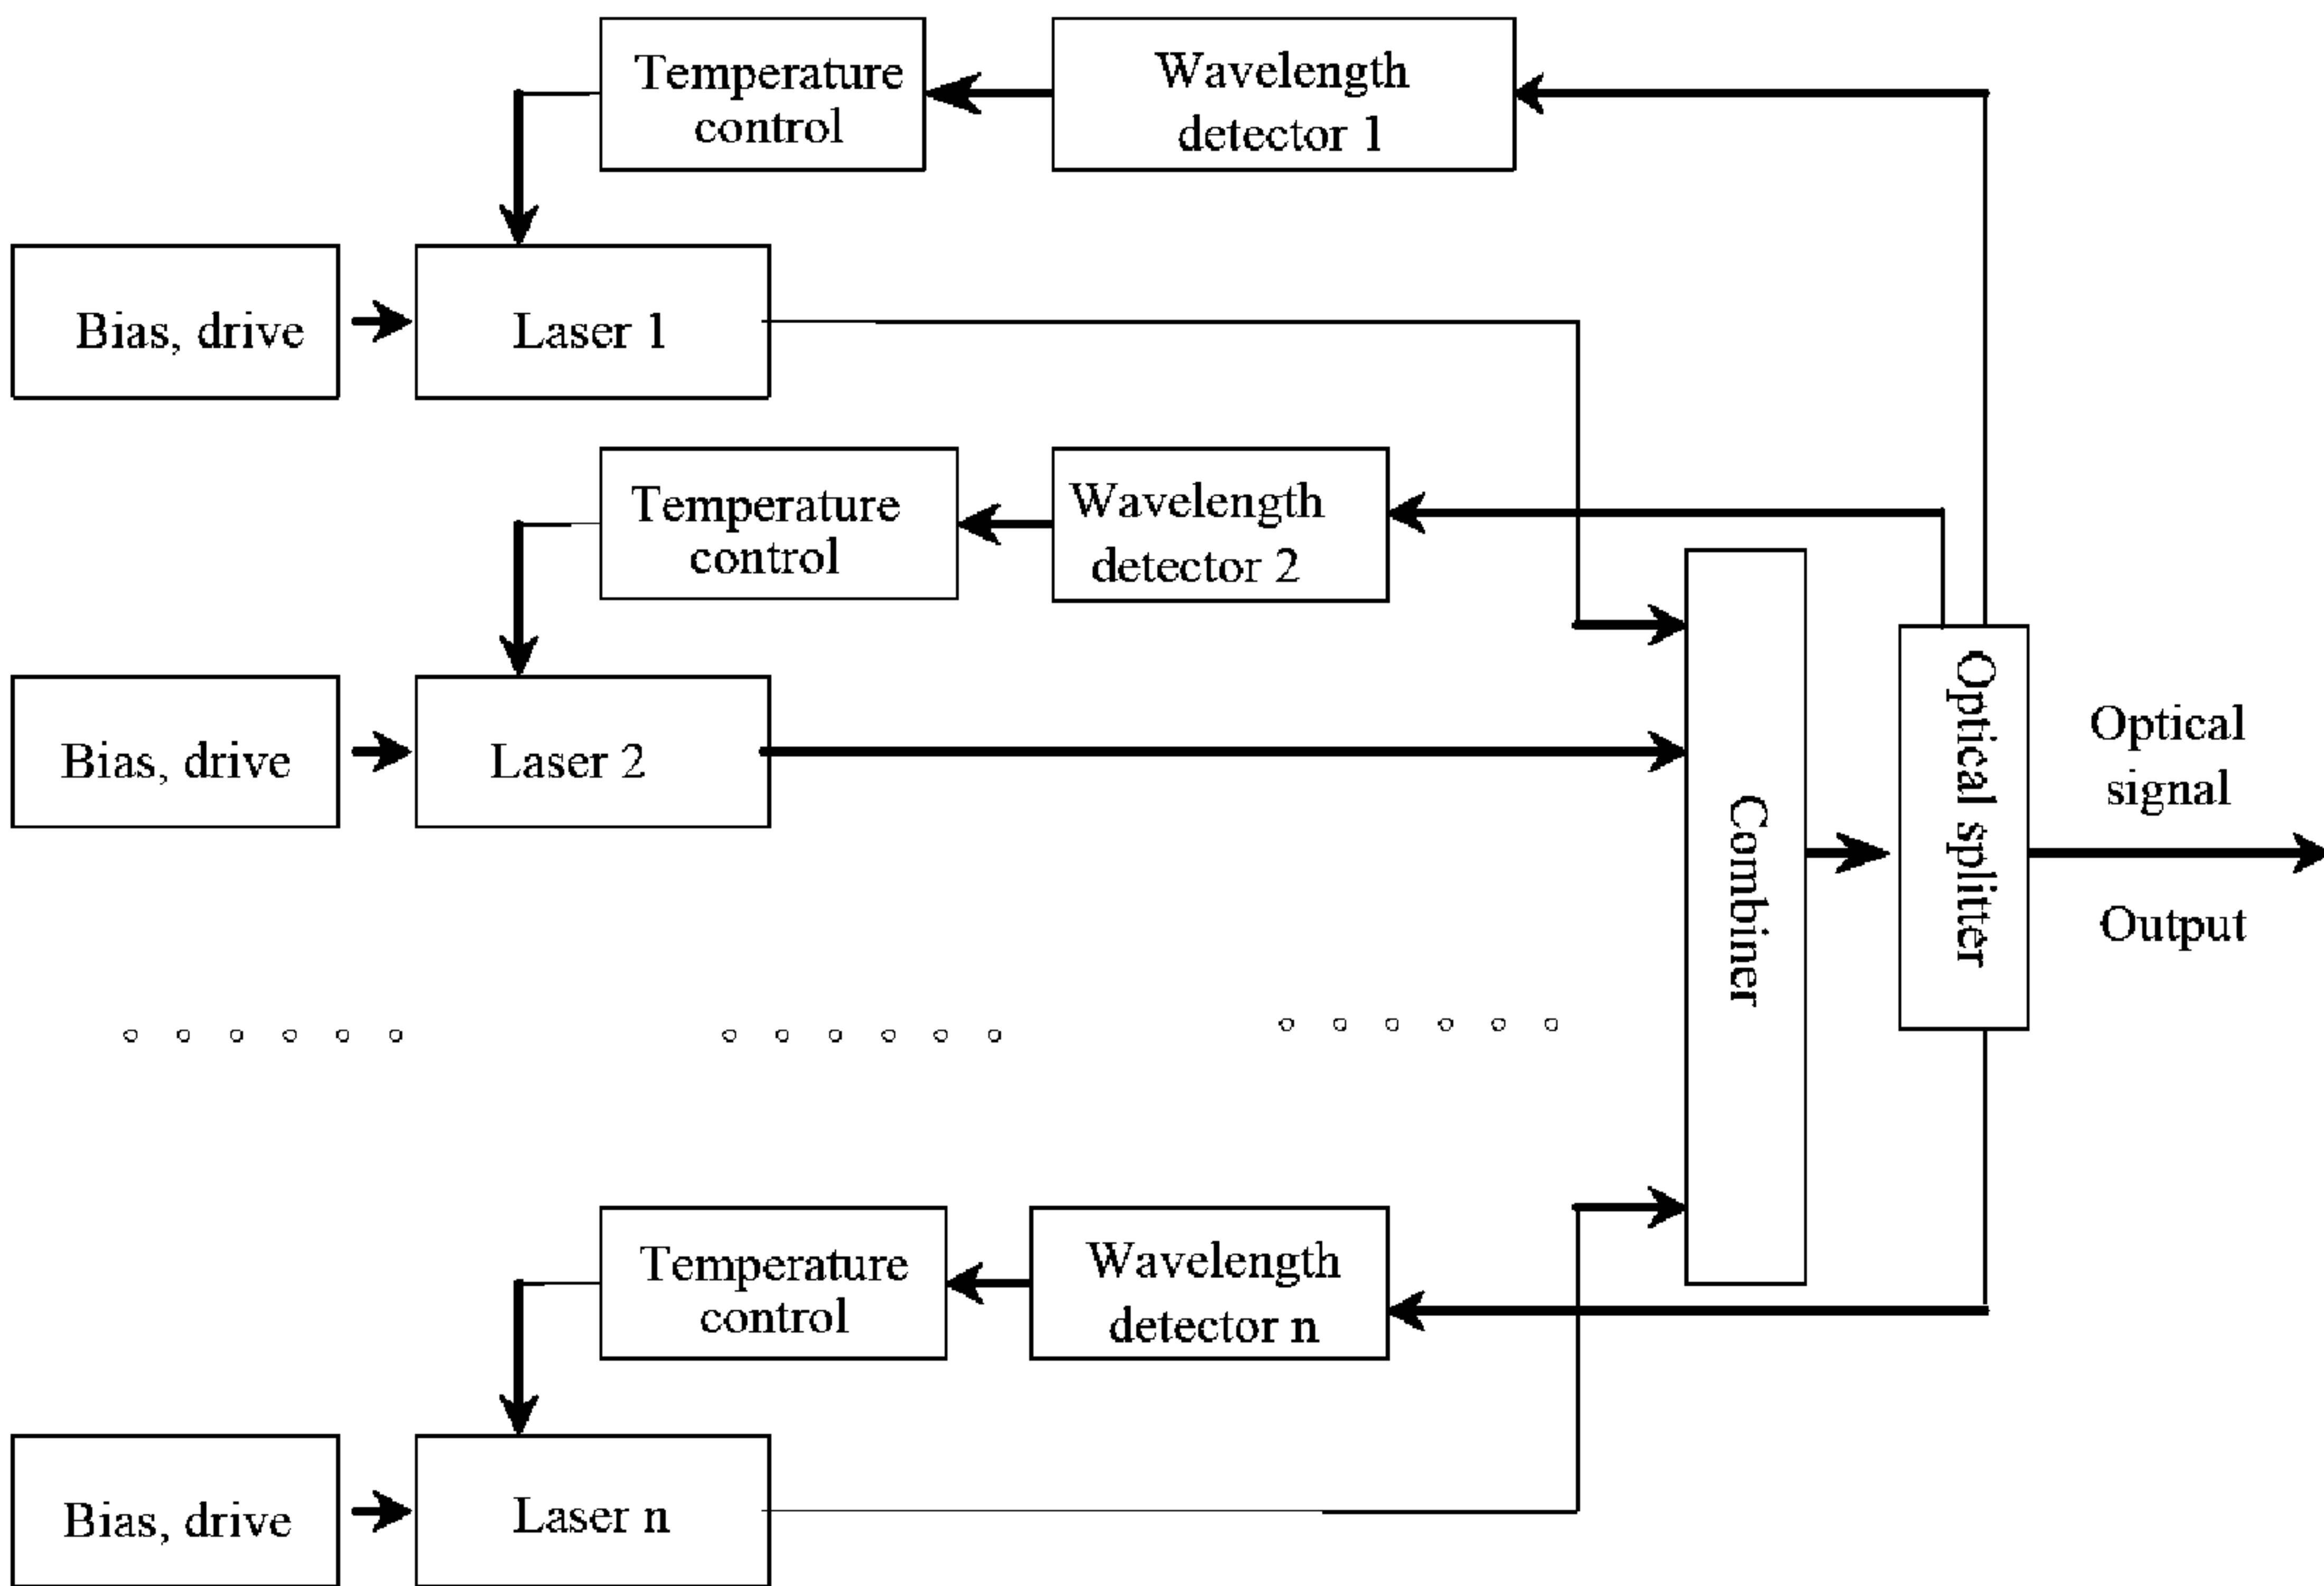 Temperature
control
Wavelength
detector 1
Bias, drive
Laser 1
Temperature
control
Wavelength
detector 2
Bias, drive
Laser 2
Combiner
Optical splitter
Optical
signal
Output
Temperature
control
Wavelength
detector n
Bias, drive
Laser n